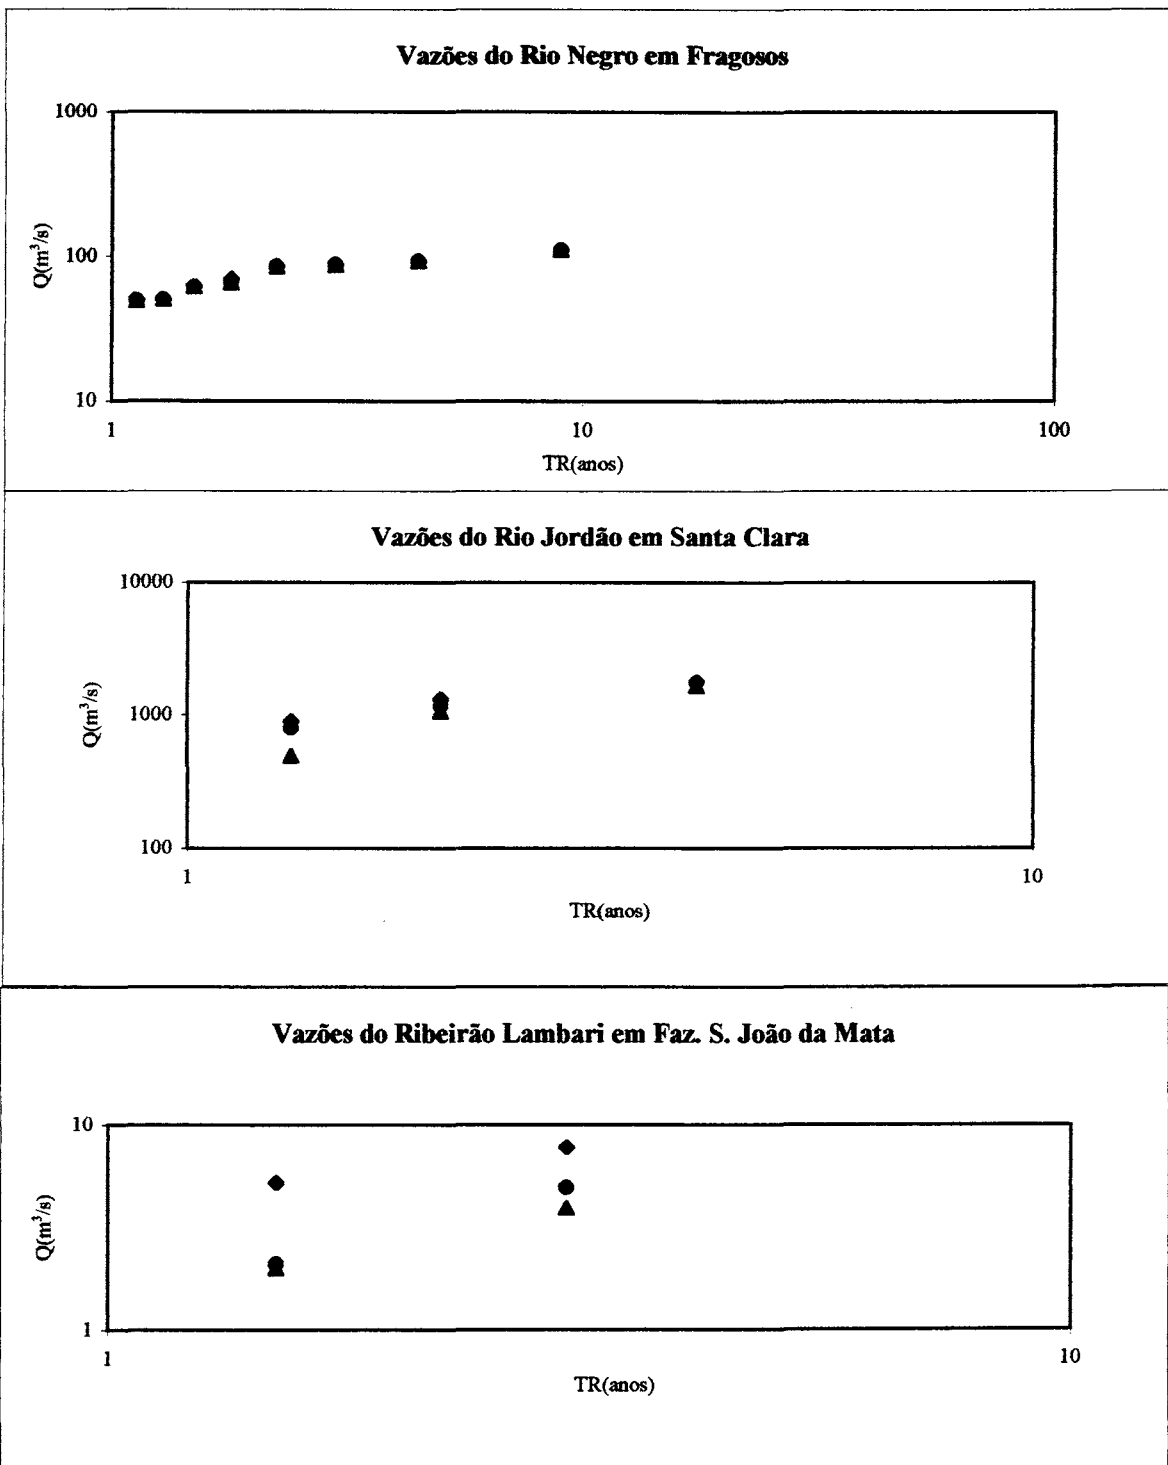 Vazões do Rio Negro em Fragosos
1000
100
10
Q(m³/s)
1
10
100
TR(anos)
Vazões do Rio Jordão em Santa Clara
10000
1000
100
Q(m³/s)
1
10
TR(anos)
Vazões do Ribeirão Lambari em Faz. S. João da Mata
10
1
Q(m³/s)
1
10
TR(anos)